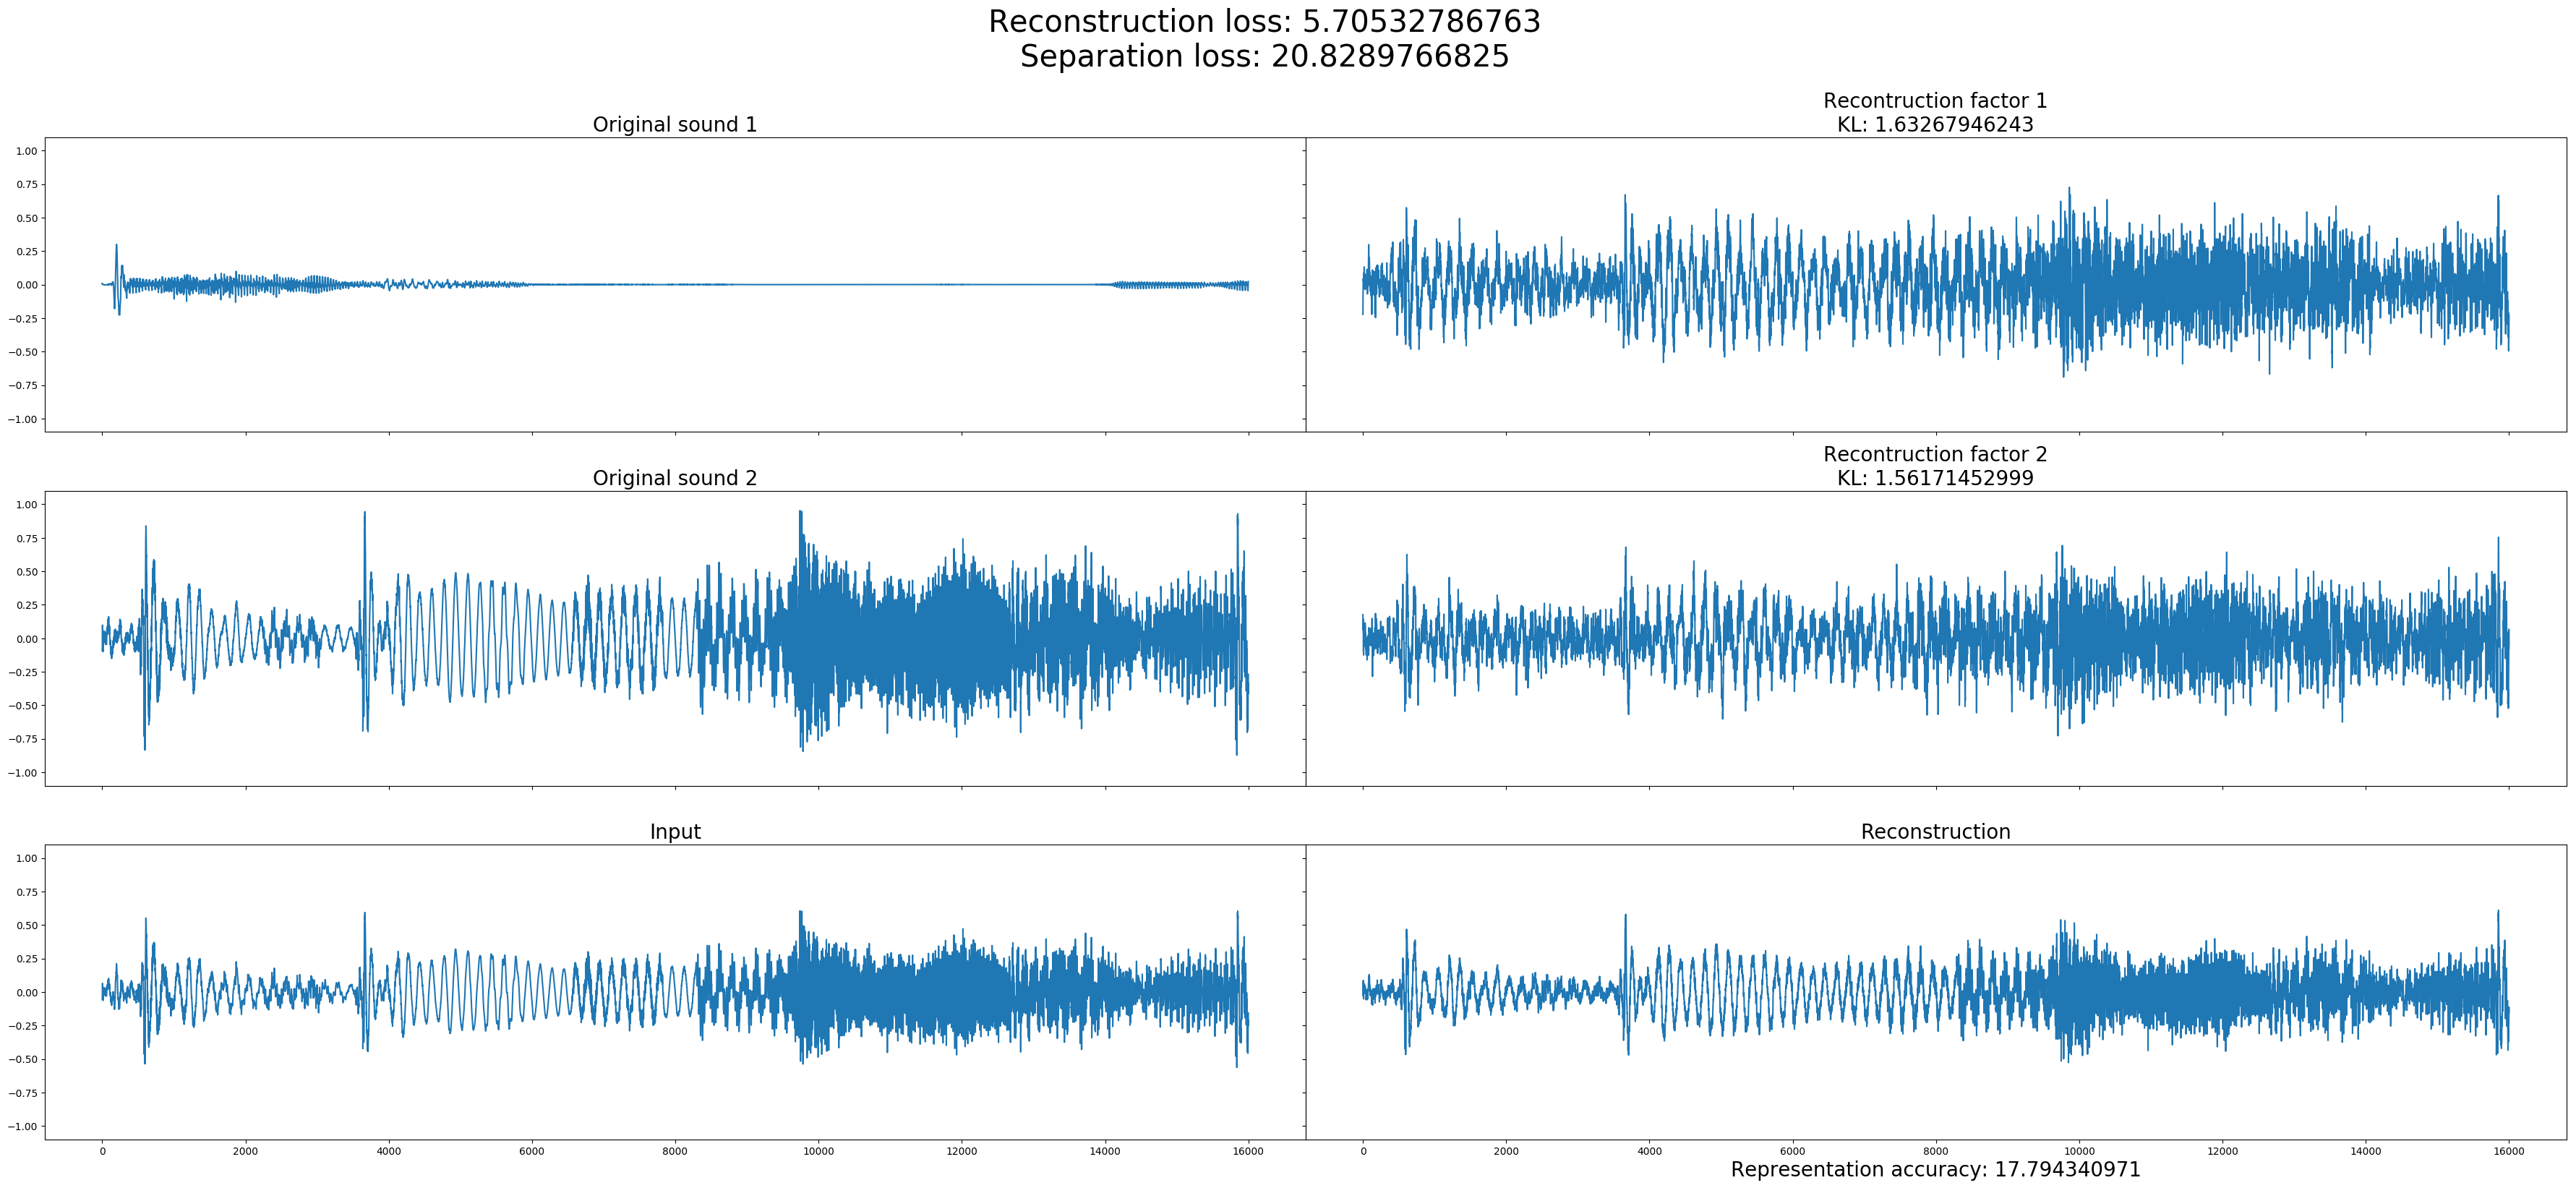 Reconstruction loss: 5.70532786763
Separation loss: 20.8289766825
Original sound 1
Recontruction factor 1
KL: 1.63267946243
1.00
0.75
0.50
0.25
0.00
−0.25
−0.50
−0.75
−1.00
Original sound 2
Recontruction factor 2
KL: 1.56171452999
1.00
0.75
0.50
0.25
0.00
−0.25
−0.50
−0.75
−1.00
Input
Reconstruction
1.00
0.75
0.50
0.25
0.00
−0.25
−0.50
−0.75
−1.00
0 2000 4000 6000 8000 10000 12000 14000 16000
0 2000 4000 6000 8000 10000 12000 14000 16000
Representation accuracy: 17.794340971